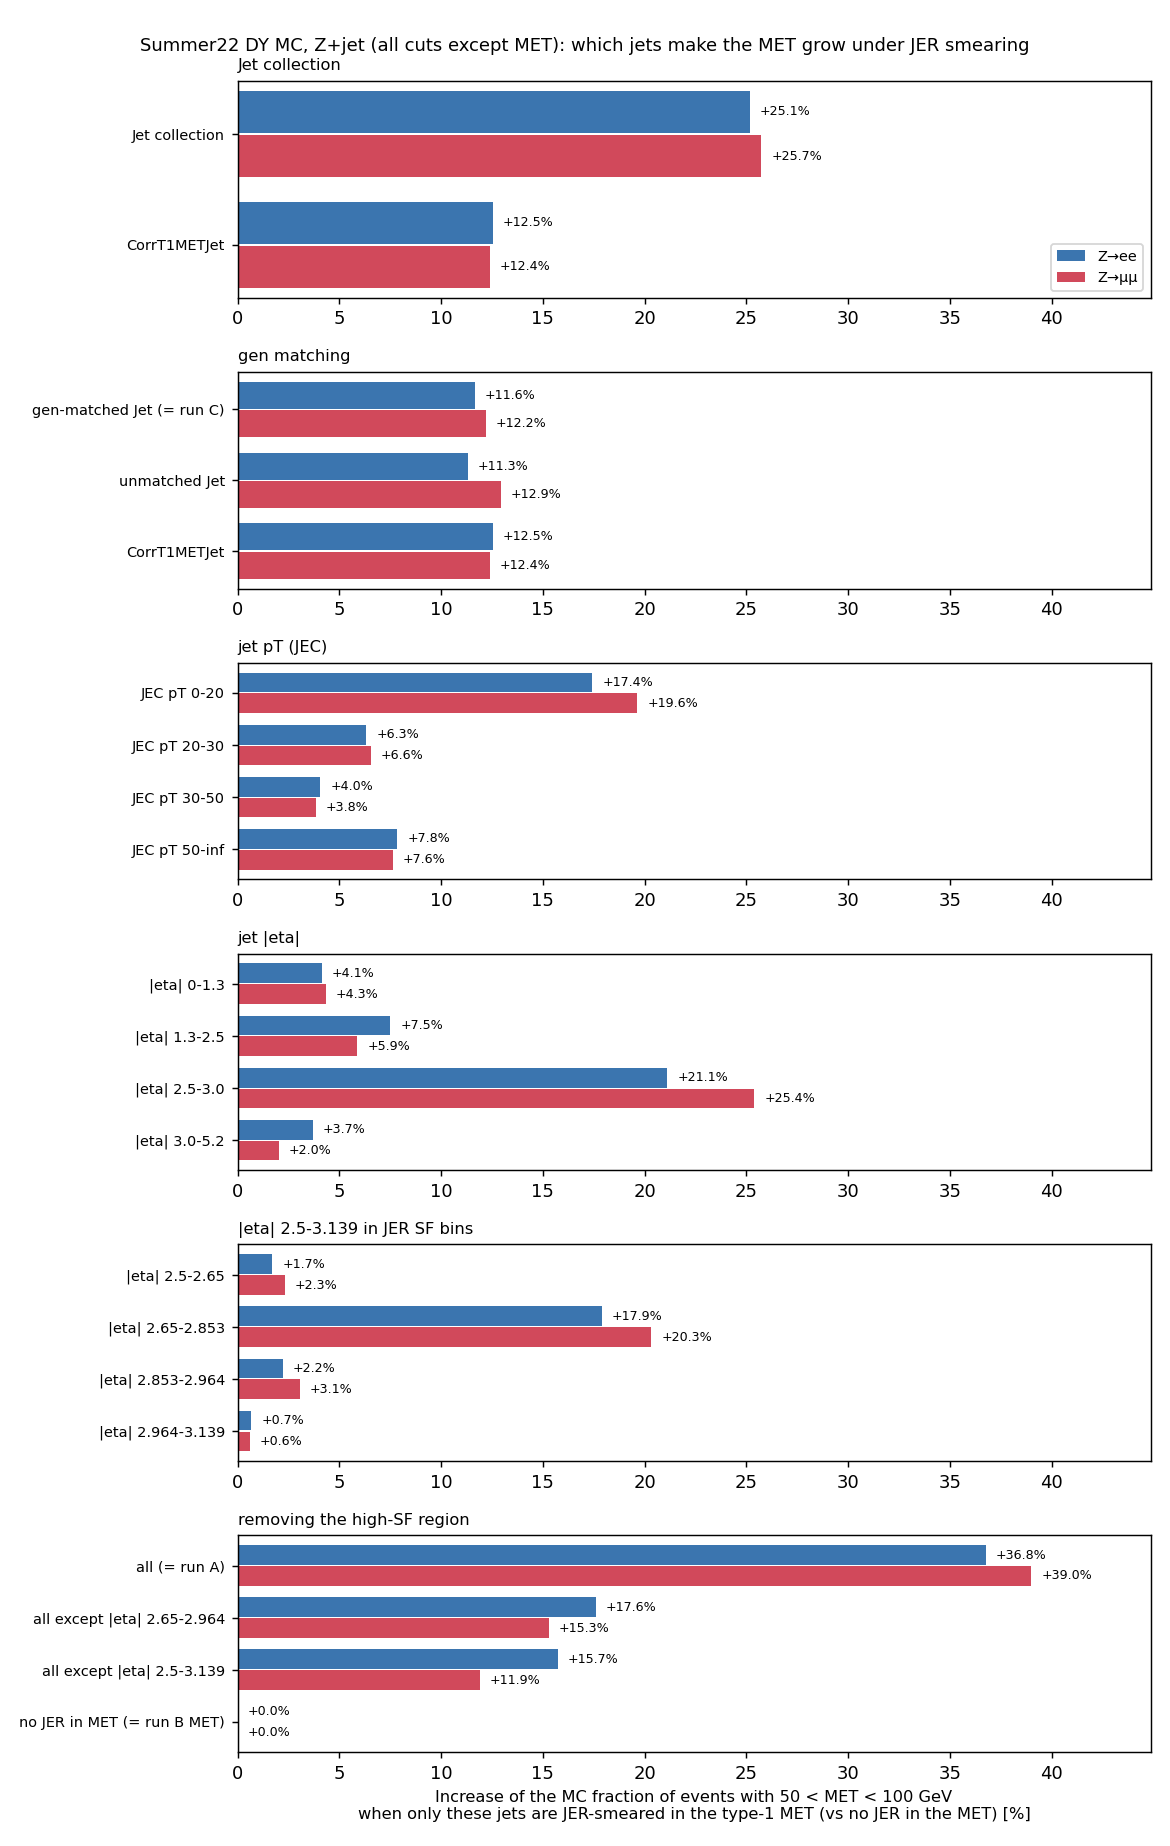 Summer22 DY MC, Z+jet (all cuts except MET): which jets make the MET grow under JER smearing
Jet collection
Jet collection
+25.1%
+25.7%
CorrT1METJet
+12.5%
+12.4%
Z→ee
Z→μμ
0 5 10 15 20 25 30 35 40
gen matching
gen-matched Jet (= run C)
+11.6%
+12.2%
unmatched Jet
+11.3%
+12.9%
CorrT1METJet
+12.5%
+12.4%
0 5 10 15 20 25 30 35 40
jet pT (JEC)
JEC pT 0-20
+17.4%
+19.6%
JEC pT 20-30
+6.3%
+6.6%
JEC pT 30-50
+4.0%
+3.8%
JEC pT 50-inf
+7.8%
+7.6%
0 5 10 15 20 25 30 35 40
jet |eta|
|eta| 0-1.3
+4.1%
+4.3%
|eta| 1.3-2.5
+7.5%
+5.9%
|eta| 2.5-3.0
+21.1%
+25.4%
|eta| 3.0-5.2
+3.7%
+2.0%
0 5 10 15 20 25 30 35 40
|eta| 2.5-3.139 in JER SF bins
|eta| 2.5-2.65
+1.7%
+2.3%
|eta| 2.65-2.853
+17.9%
+20.3%
|eta| 2.853-2.964
+2.2%
+3.1%
|eta| 2.964-3.139
+0.7%
+0.6%
0 5 10 15 20 25 30 35 40
removing the high-SF region
all (= run A)
+36.8%
+39.0%
all except |eta| 2.65-2.964
+17.6%
+15.3%
all except |eta| 2.5-3.139
+15.7%
+11.9%
no JER in MET (= run B MET)
+0.0%
+0.0%
0 5 10 15 20 25 30 35 40
Increase of the MC fraction of events with 50 < MET < 100 GeV
when only these jets are JER-smeared in the type-1 MET (vs no JER in the MET) [%]